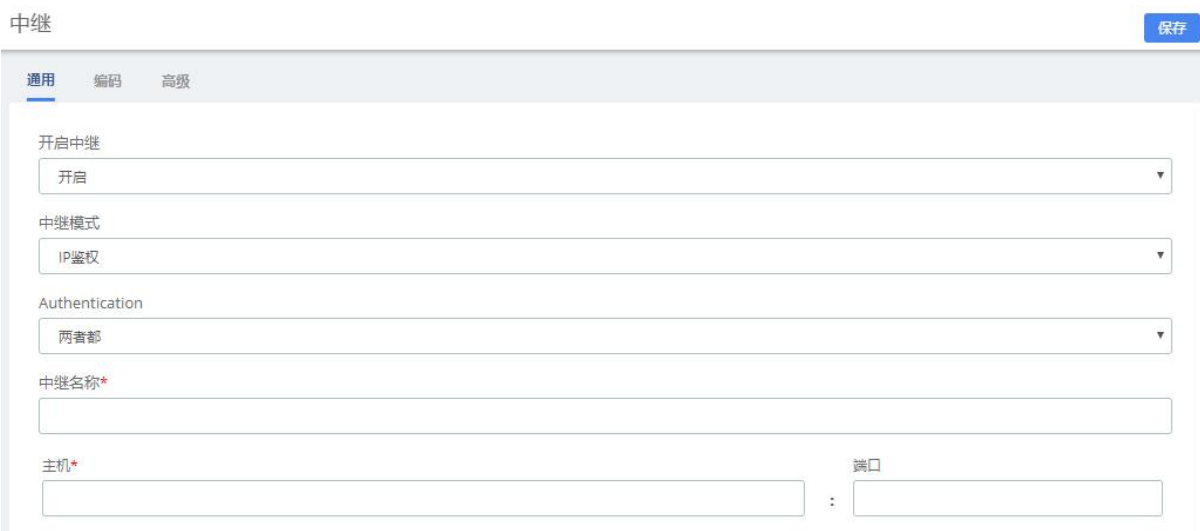 中继
保存
通用 编码 高级
开启中继
开启
中继模式
IP鉴权
Authentication
两者都
中继名称*
主机* 端口
: